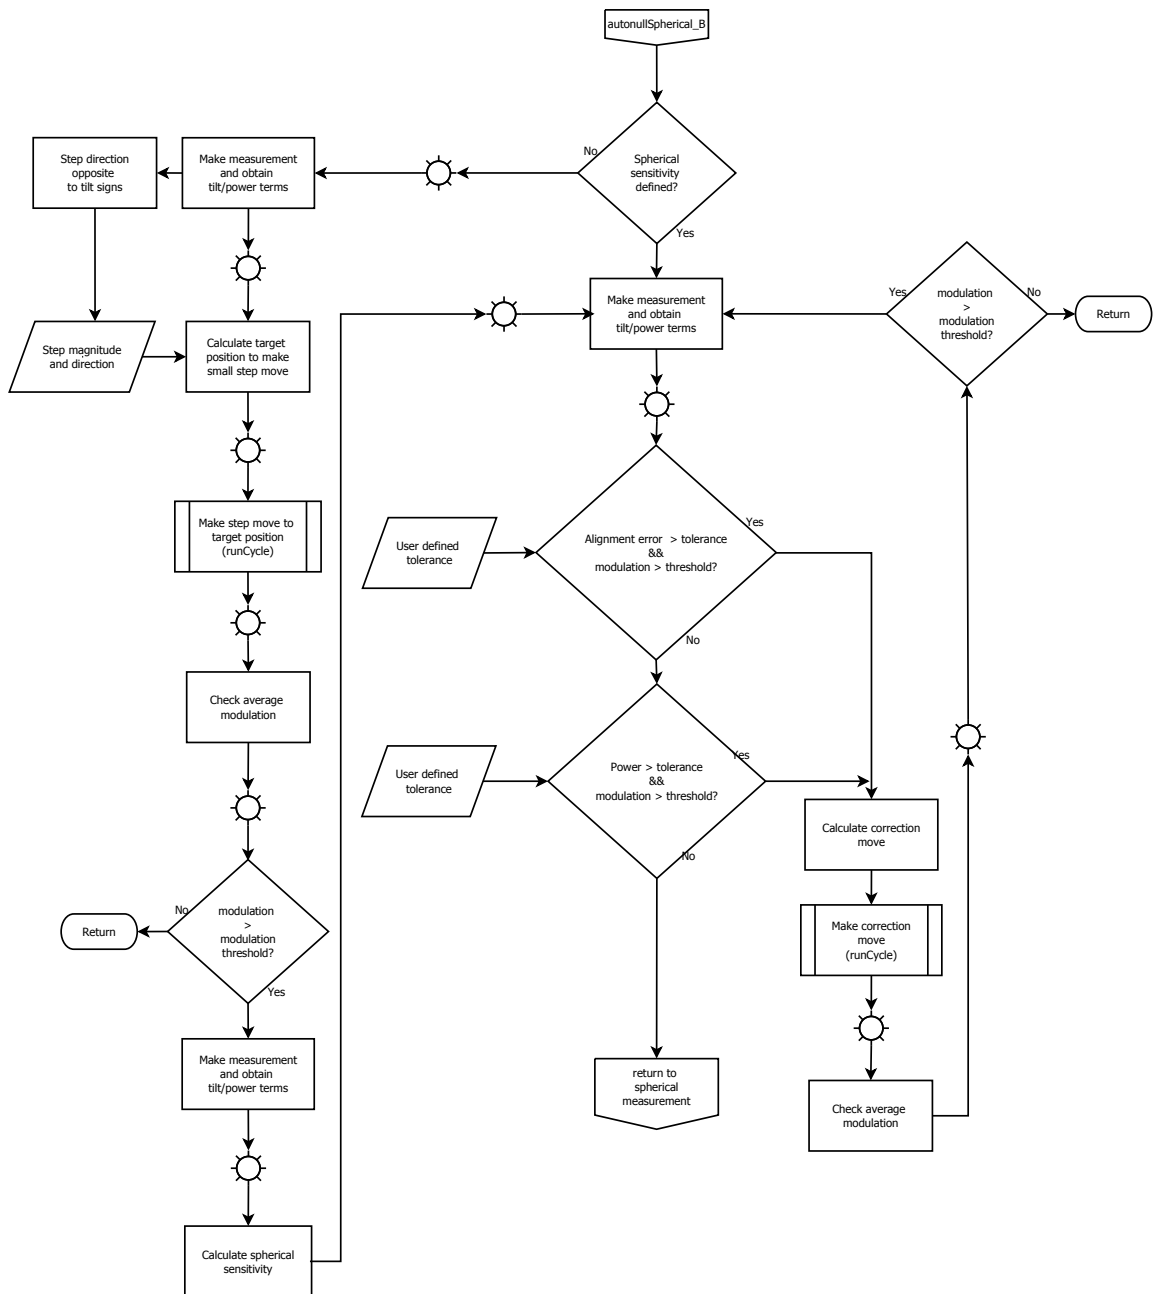 autonullSpherical_B
No
Spherical
sensitivity
defined?
Yes
Step direction
opposite
to tilt signs
Make measurement
and obtain
tilt/power terms
Make measurement
and obtain
tilt/power terms
Yes
modulation
>
modulation
threshold?
No
Return
Step magnitude
and direction
Calculate target
position to make
small step move
Make step move to
target position
(runCycle)
User defined
tolerance
Alignment error > tolerance
&&
modulation > threshold?
Yes
No
Check average
modulation
User defined
tolerance
Power > tolerance
&&
modulation > threshold?
Yes
No
Calculate correction
move
Make correction
move
(runCycle)
Return
No
modulation
>
modulation
threshold?
Yes
Make measurement
and obtain
tilt/power terms
return to
spherical
measurement
Check average
modulation
Calculate spherical
sensitivity